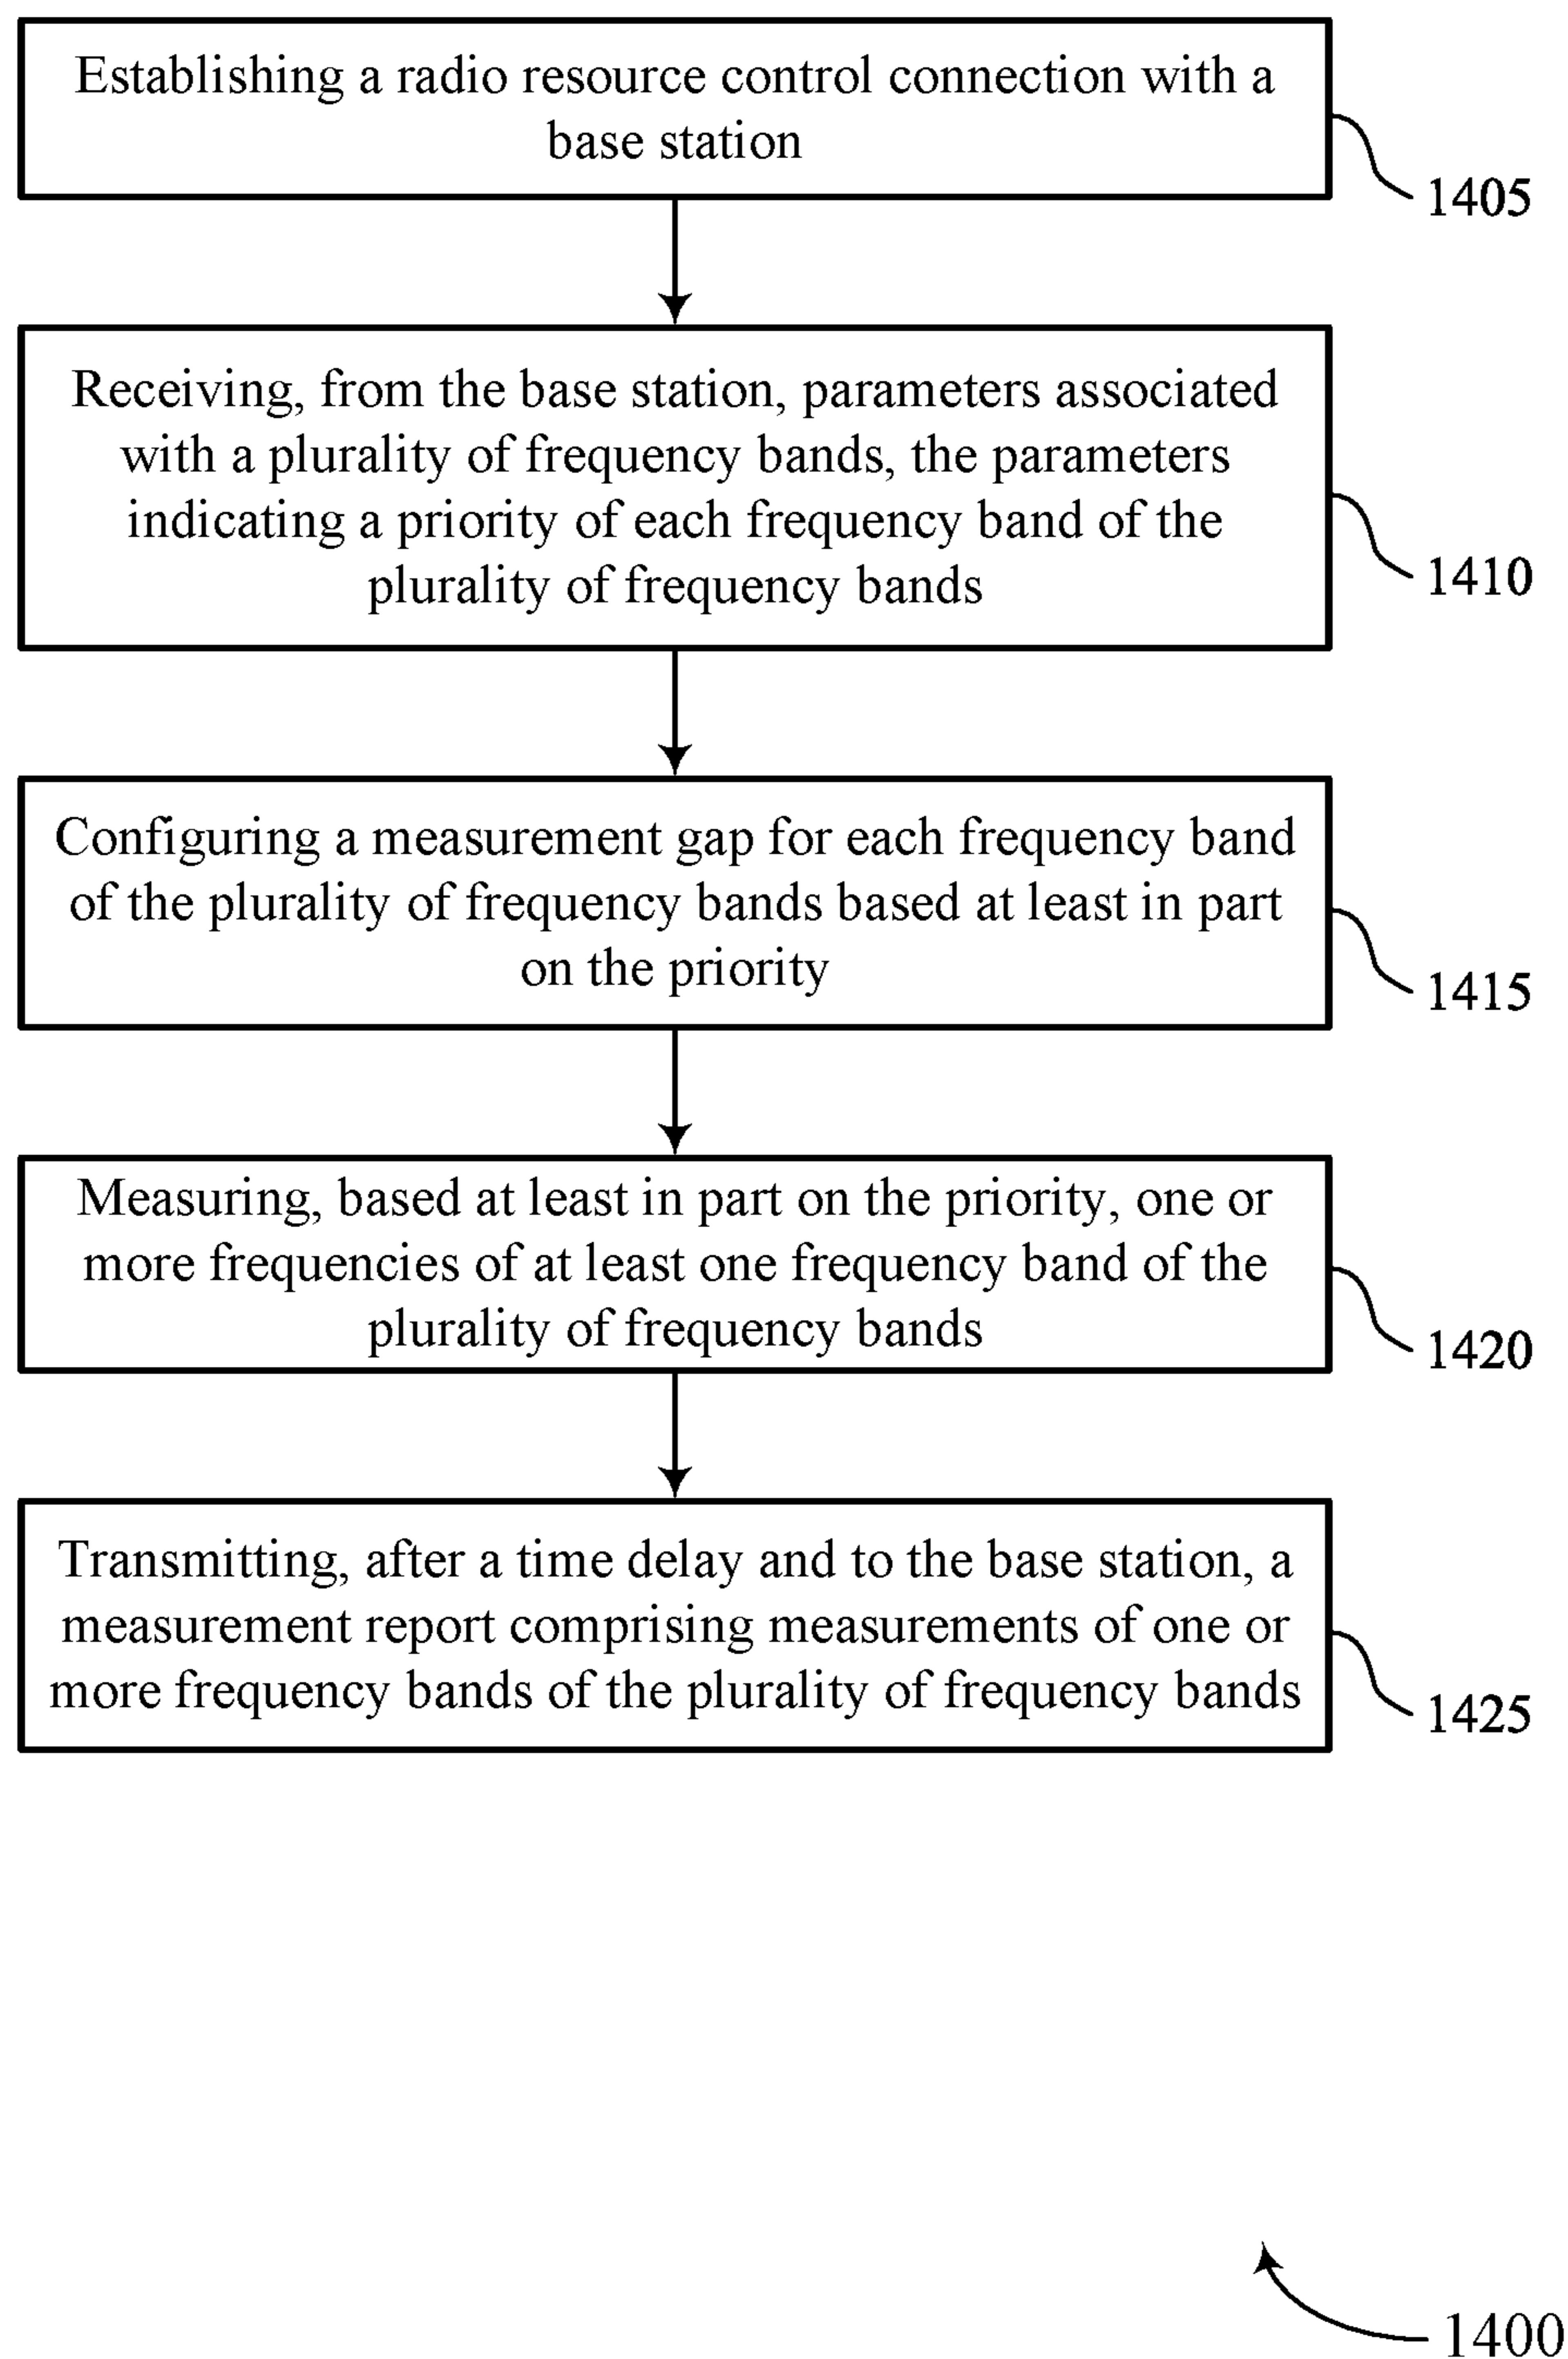 Establishing a radio resource control connection with a
base station
1405
Receiving, from the base station, parameters associated
with a plurality of frequency bands, the parameters
indicating a priority of each frequency band of the
plurality of frequency bands
1410
Configuring a measurement gap for each frequency band
of the plurality of frequency bands based at least in part
on the priority
1415
Measuring, based at least in part on the priority, one or
more frequencies of at least one frequency band of the
plurality of frequency bands
1420
Transmitting, after a time delay and to the base station, a
measurement report comprising measurements of one or
more frequency bands of the plurality of frequency bands
1425
1400